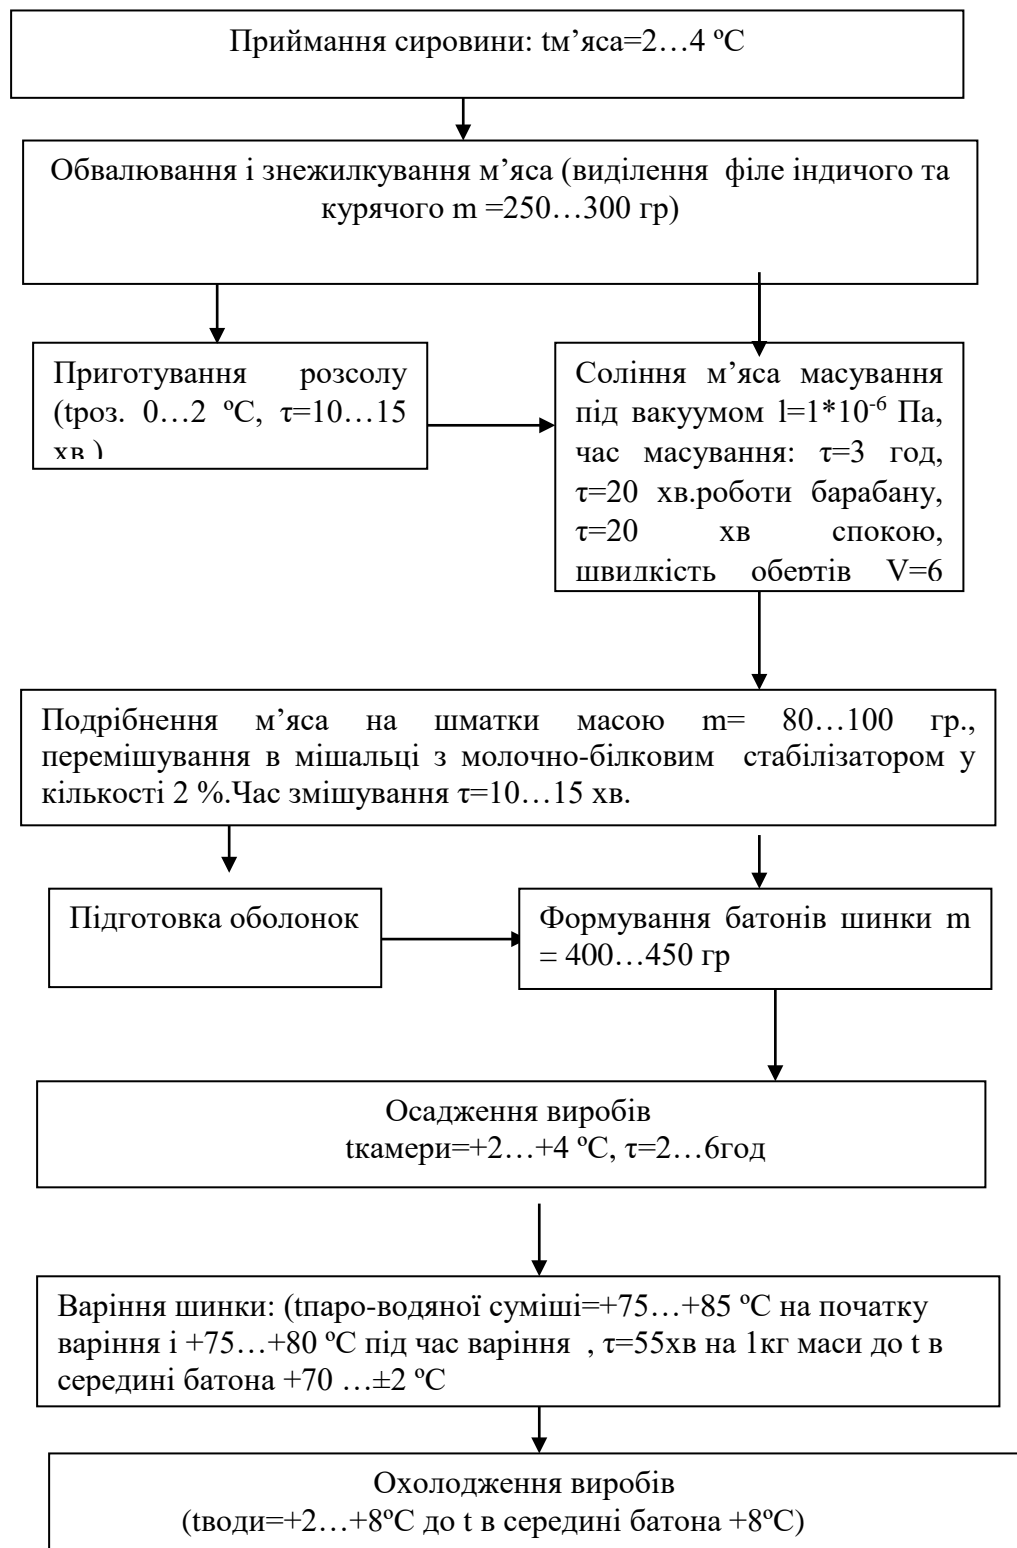 Приймання сировини: tм’яса=2…4 ºС
Обвалювання і знежилкування м’яса (виділення філе індичого та
курячого m =250…300 гр)
Приготування розсолу
(tроз. 0…2 ºС, τ=10…15
хв.)
Соління м’яса масування
під вакуумом l=1*10⁻⁶ Па,
час масування: τ=3 год,
τ=20 хв.роботи барабану,
τ=20 хв спокою,
швидкість обертів V=6
Подрібнення м’яса на шматки масою m= 80…100 гр.,
перемішування в мішальці з молочно-білковим стабілізатором у
кількості 2 %.Час змішування τ=10…15 хв.
Підготовка оболонок
Формування батонів шинки m
= 400…450 гр
Осадження виробів
tкамери=+2…+4 ºС, τ=2…6год
Варіння шинки: (tпаро-водяної суміші=+75…+85 ºС на початку
варіння і +75…+80 ºС під час варіння , τ=55хв на 1кг маси до t в
середині батона +70 …±2 ºС
Охолодження виробів
(tводи=+2…+8ºС до t в середині батона +8ºС)